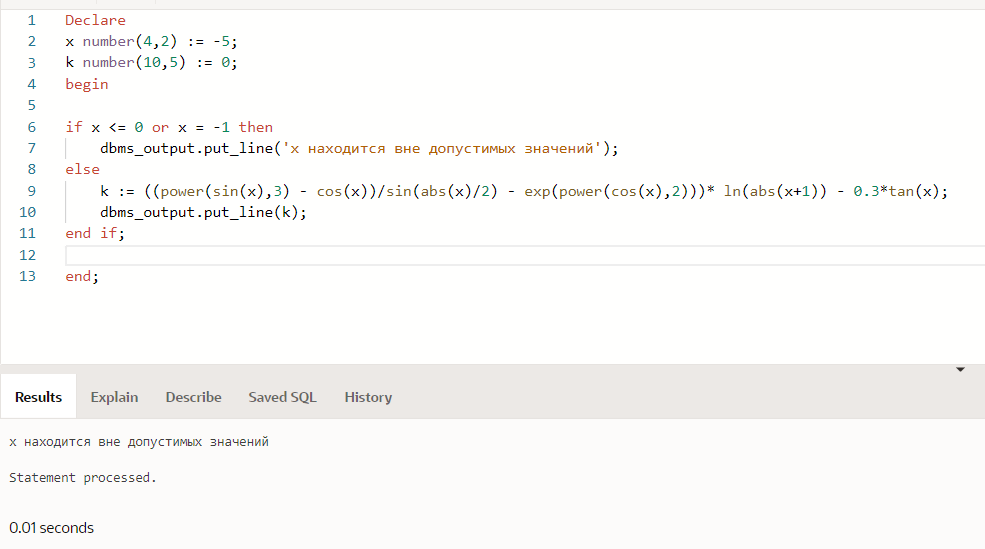 1 Declare
2 x number(4,2) := -5;
3 k number(10,5) := 0;
4 begin
5
6 if x <= 0 or x = -1 then
7 dbms_output.put_line('x находится вне допустимых значений');
8 else
9 k := ((power(sin(x),3) - cos(x))/sin(abs(x)/2) - exp(power(cos(x),2)))* ln(abs(x+1)) - 0.3*tan(x);
10 dbms_output.put_line(k);
11 end if;
12
13 end;
Results Explain Describe Saved SQL History
x находится вне допустимых значений
Statement processed.
0.01 seconds